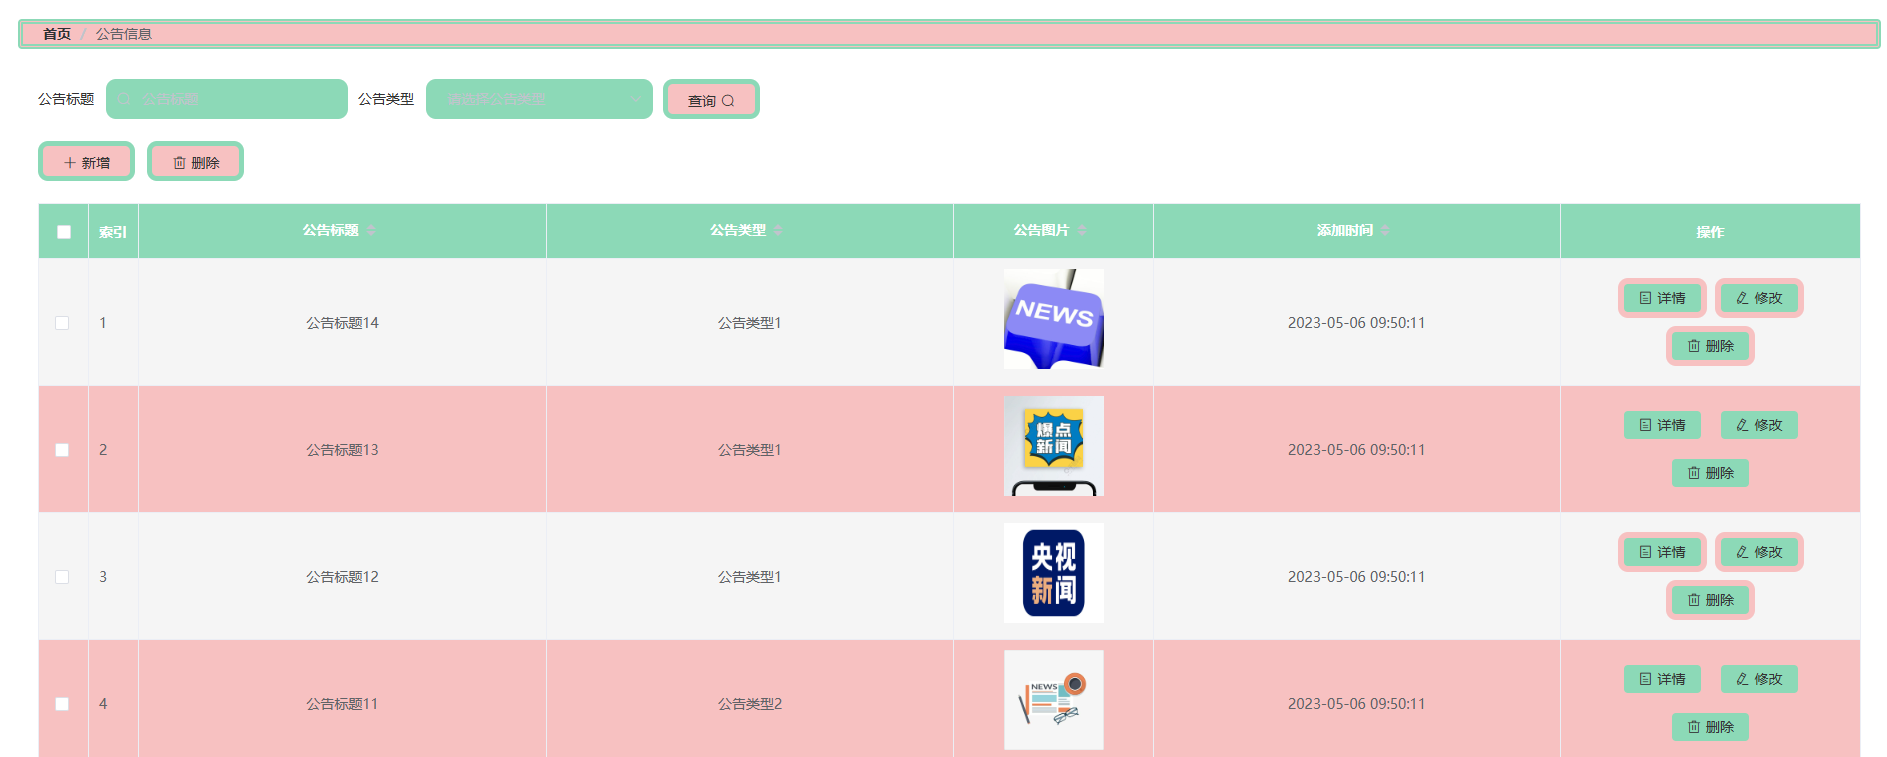 首页 / 公告信息
公告标题 公告标题 公告类型 请选择公告类型 查询
新增 删除
索引 公告标题 公告类型 公告图片 添加时间 操作
1 公告标题14 公告类型1 NEWS 2023-05-06 09:50:11 详情 修改
删除
2 公告标题13 公告类型1 爆点 2023-05-06 09:50:11 详情 修改
新闻
删除
3 公告标题12 公告类型1 央视 2023-05-06 09:50:11 详情 修改
新闻
删除
4 公告标题11 公告类型2 NEWS 2023-05-06 09:50:11 详情 修改
删除